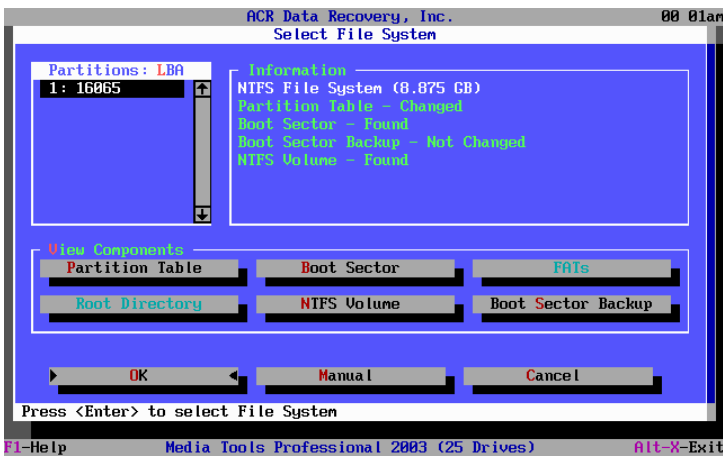 ACR Data Recovery, Inc. 00 01am
Select File System
Partitions: LBA
1: 16065
Information
NTFS File System (8.875 GB)
Partition Table - Changed
Boot Sector - Found
Boot Sector Backup - Not Changed
NTFS Volume - Found
View Components
Partition Table Boot Sector FATs
Root Directory NTFS Volume Boot Sector Backup
OK Manual Cancel
Press <Enter> to select File System
F1-Help Media Tools Professional 2003 (25 Drives) Alt-X-Exit